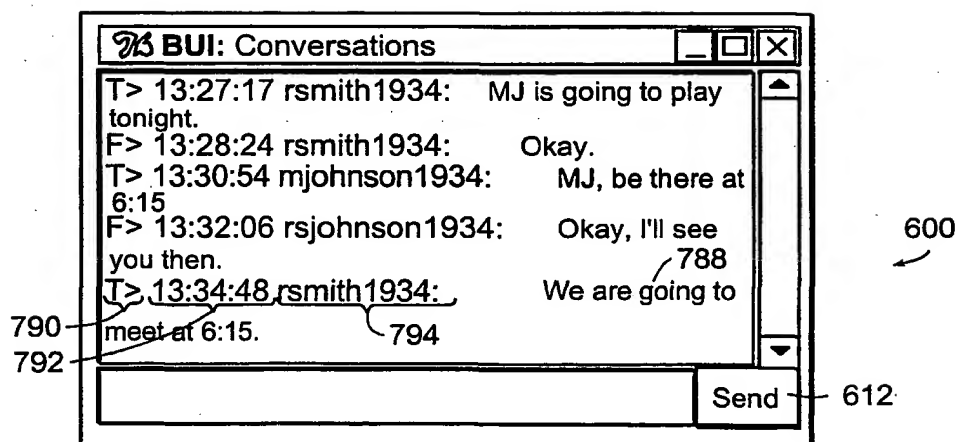 BUI: Conversations
T> 13:27:17 rsmith1934: MJ is going to play
tonight.
F> 13:28:24 rsmith1934: Okay.
T> 13:30:54 mjohnson1934: MJ, be there at
6:15
F> 13:32:06 rsjohnson1934: Okay, I'll see
you then.
788
T> 13:34:48 rsmith1934: We are going to
meet at 6:15.
790
792
794
600
Send
612